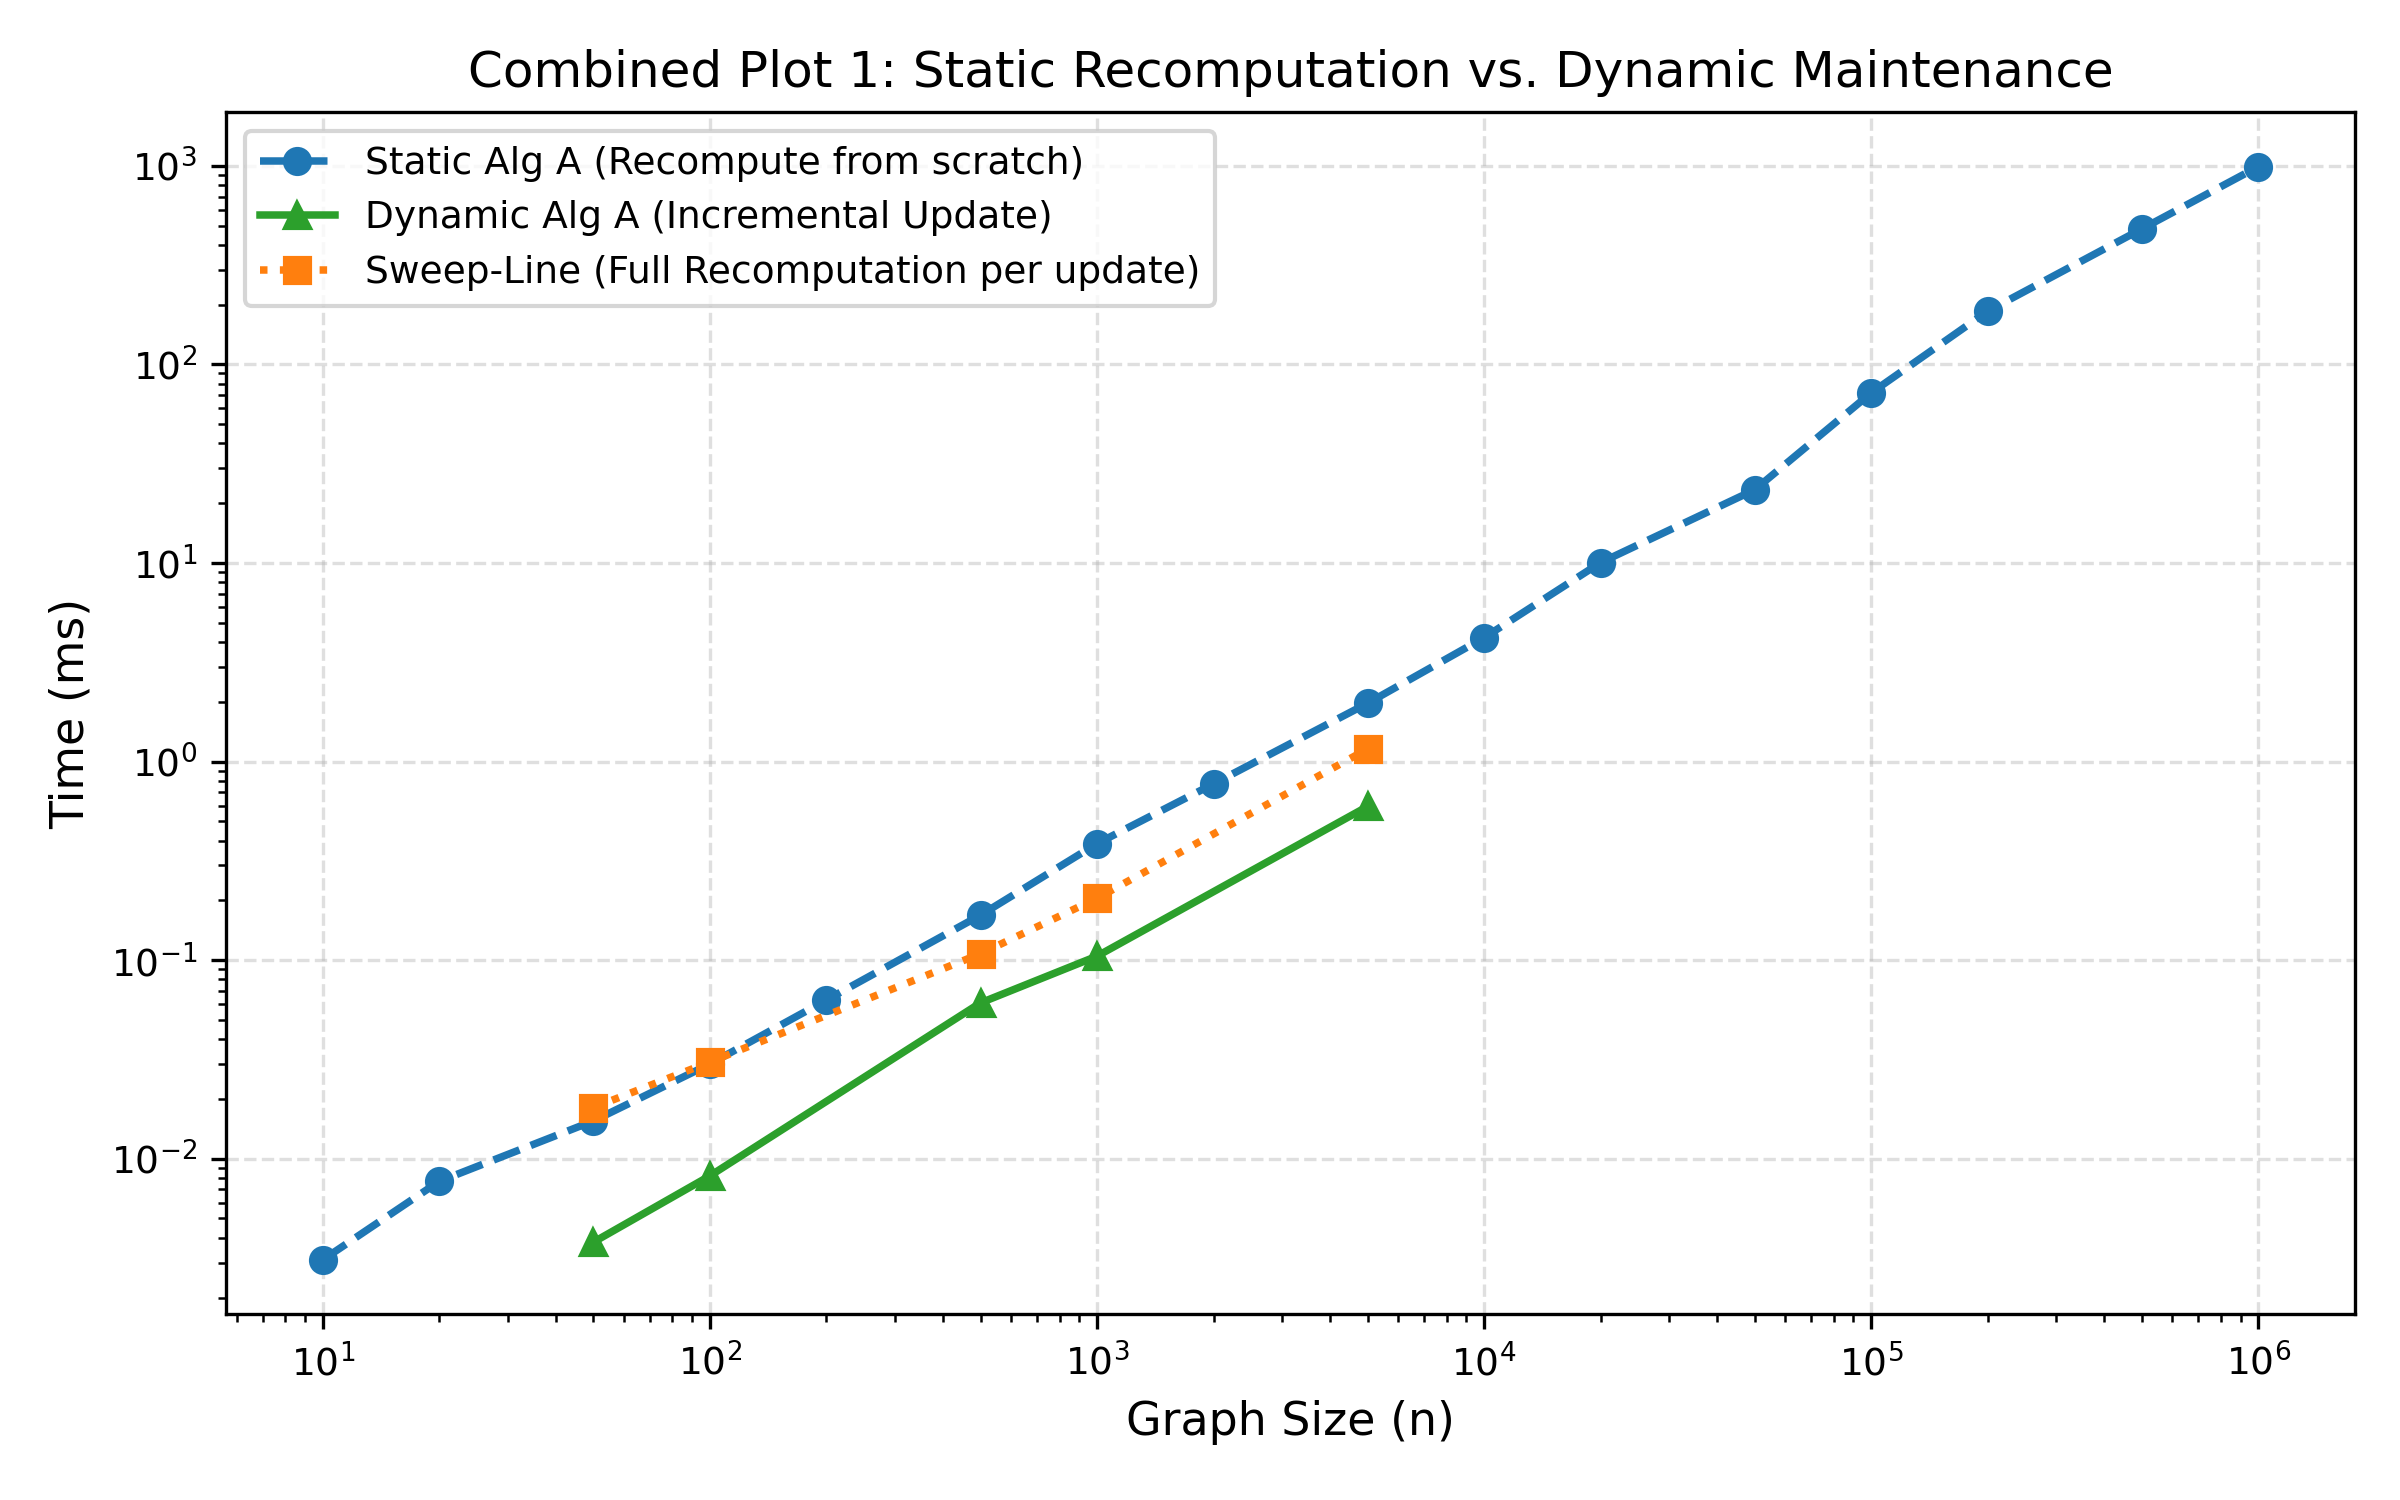 Combined Plot 1: Static Recomputation vs. Dynamic Maintenance
Static Alg A (Recompute from scratch)
Dynamic Alg A (Incremental Update)
Sweep-Line (Full Recomputation per update)
Time (ms)
10³
10²
10¹
10⁰
10⁻¹
10⁻²
10¹ 10² 10³ 10⁴ 10⁵ 10⁶
Graph Size (n)